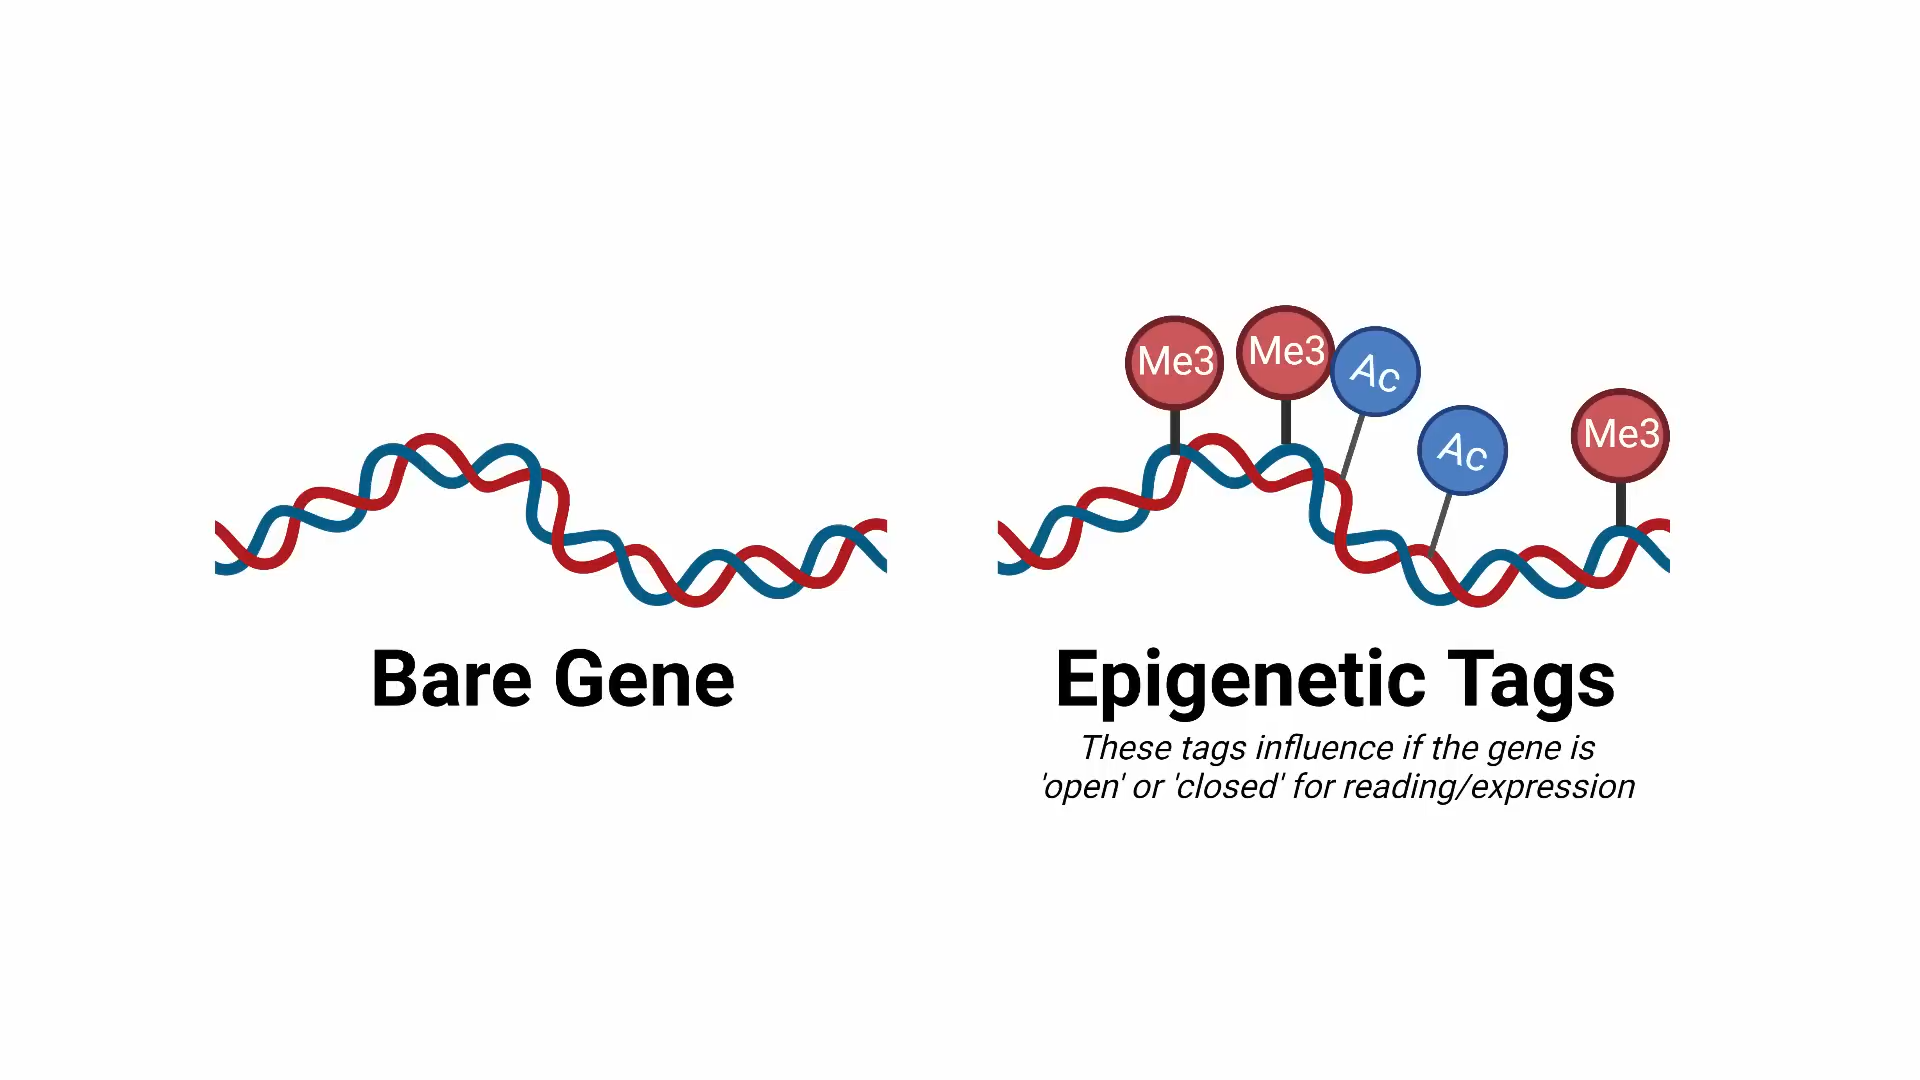 Me3
Me3
Ac
Ac
Me3
Bare Gene
Epigenetic Tags
These tags influence if the gene is
'open' or 'closed' for reading/expression